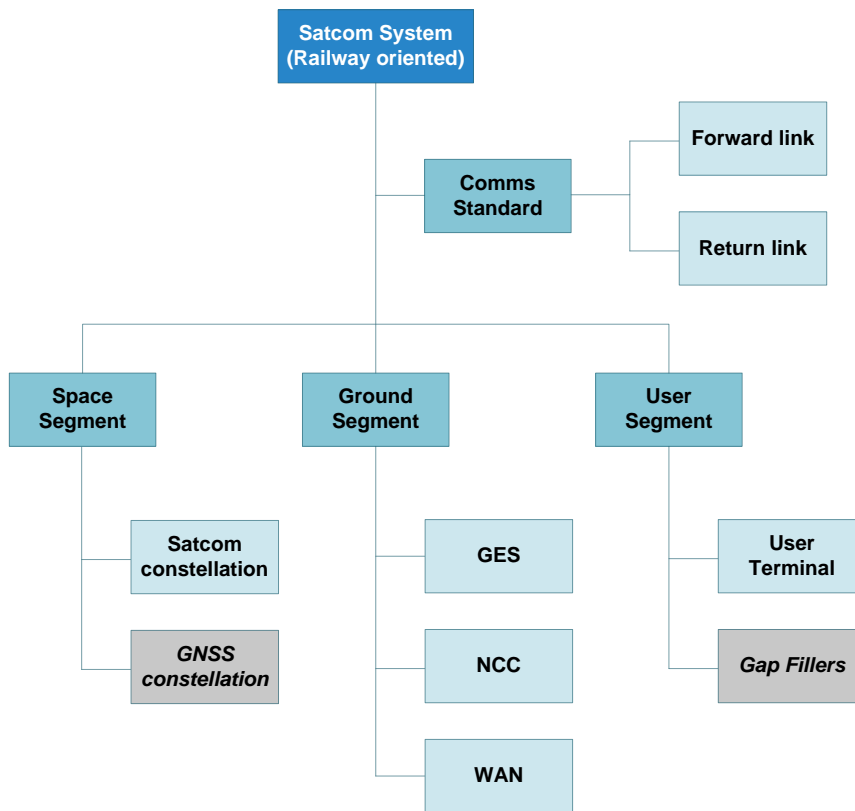 Satcom System
(Railway oriented)
Forward link
Comms
Standard
Return link
Space
Segment
Ground
Segment
User
Segment
Satcom
constellation
GES
User
Terminal
GNSS
constellation
NCC
Gap Fillers
WAN